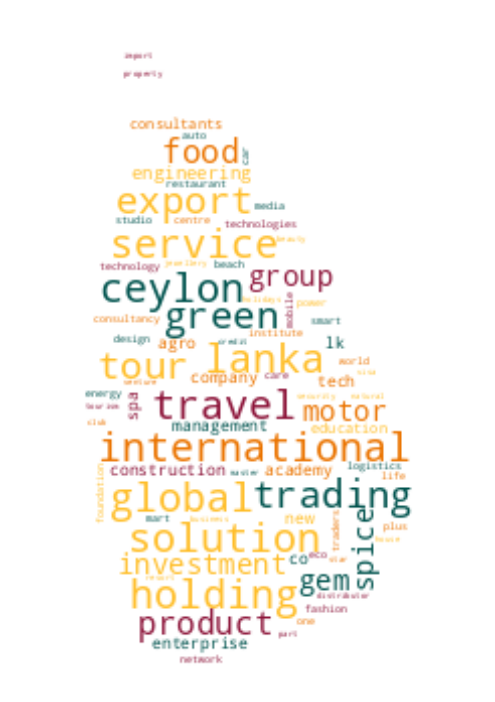 import
property
consultants
auto
food car
engineering
restaurant
export media
studio centre technologies
service beauty
technology jewellery beach
ceylon group
holidays mobile power
green
consultancy smart
institute
design agro credit lk
tour lanka world
company care tech
energy spa security natural
tourism travel motor
club management education
international
construction master academy logistics
foundation life
global trading
mart business new traders plus
solution spice house
investment co eco star
gem
holding distributor
fashion
product one
part
enterprise
network